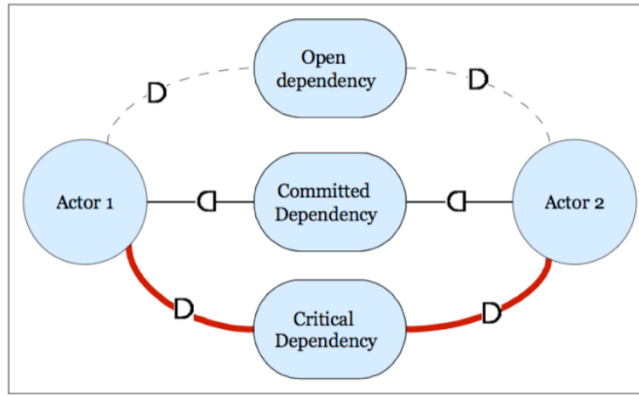 Open
dependency
D
D
Actor 1
D
Committed
Dependency
D
Actor 2
D
Critical
Dependency
D